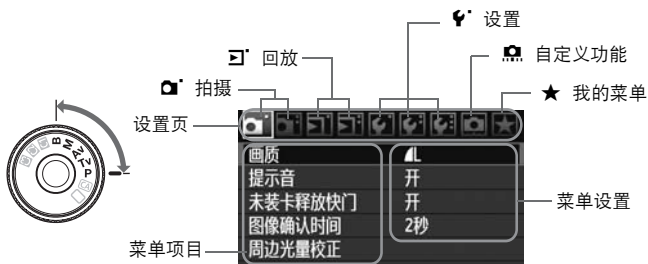 设置
回放
自定义功能
拍摄
★ 我的菜单
设置页
画质 L
提示音 开
未装卡释放快门 开
图像确认时间 2秒
周边光量校正
菜单设置
菜单项目
B M Av Tv P